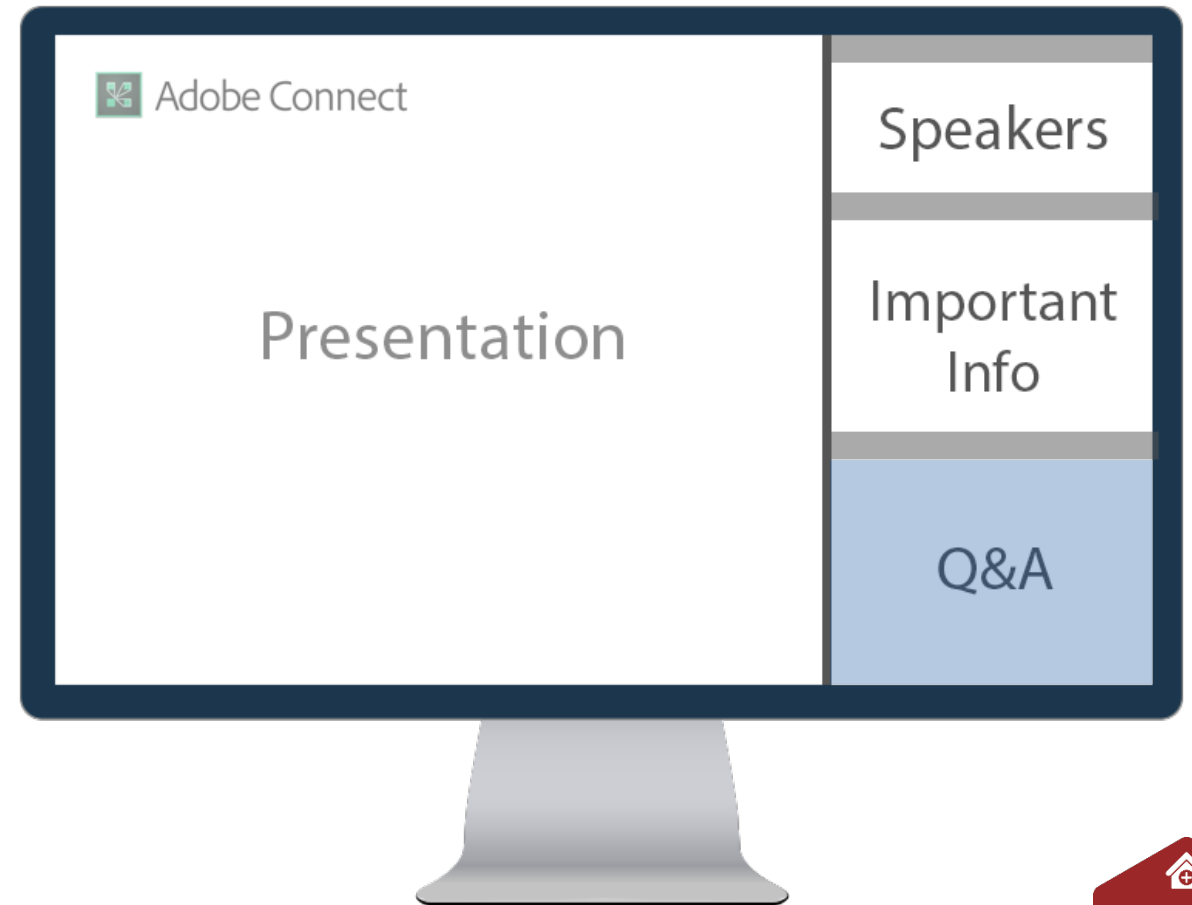 Adobe Connect
Presentation
Speakers
Important
Info
Q&A